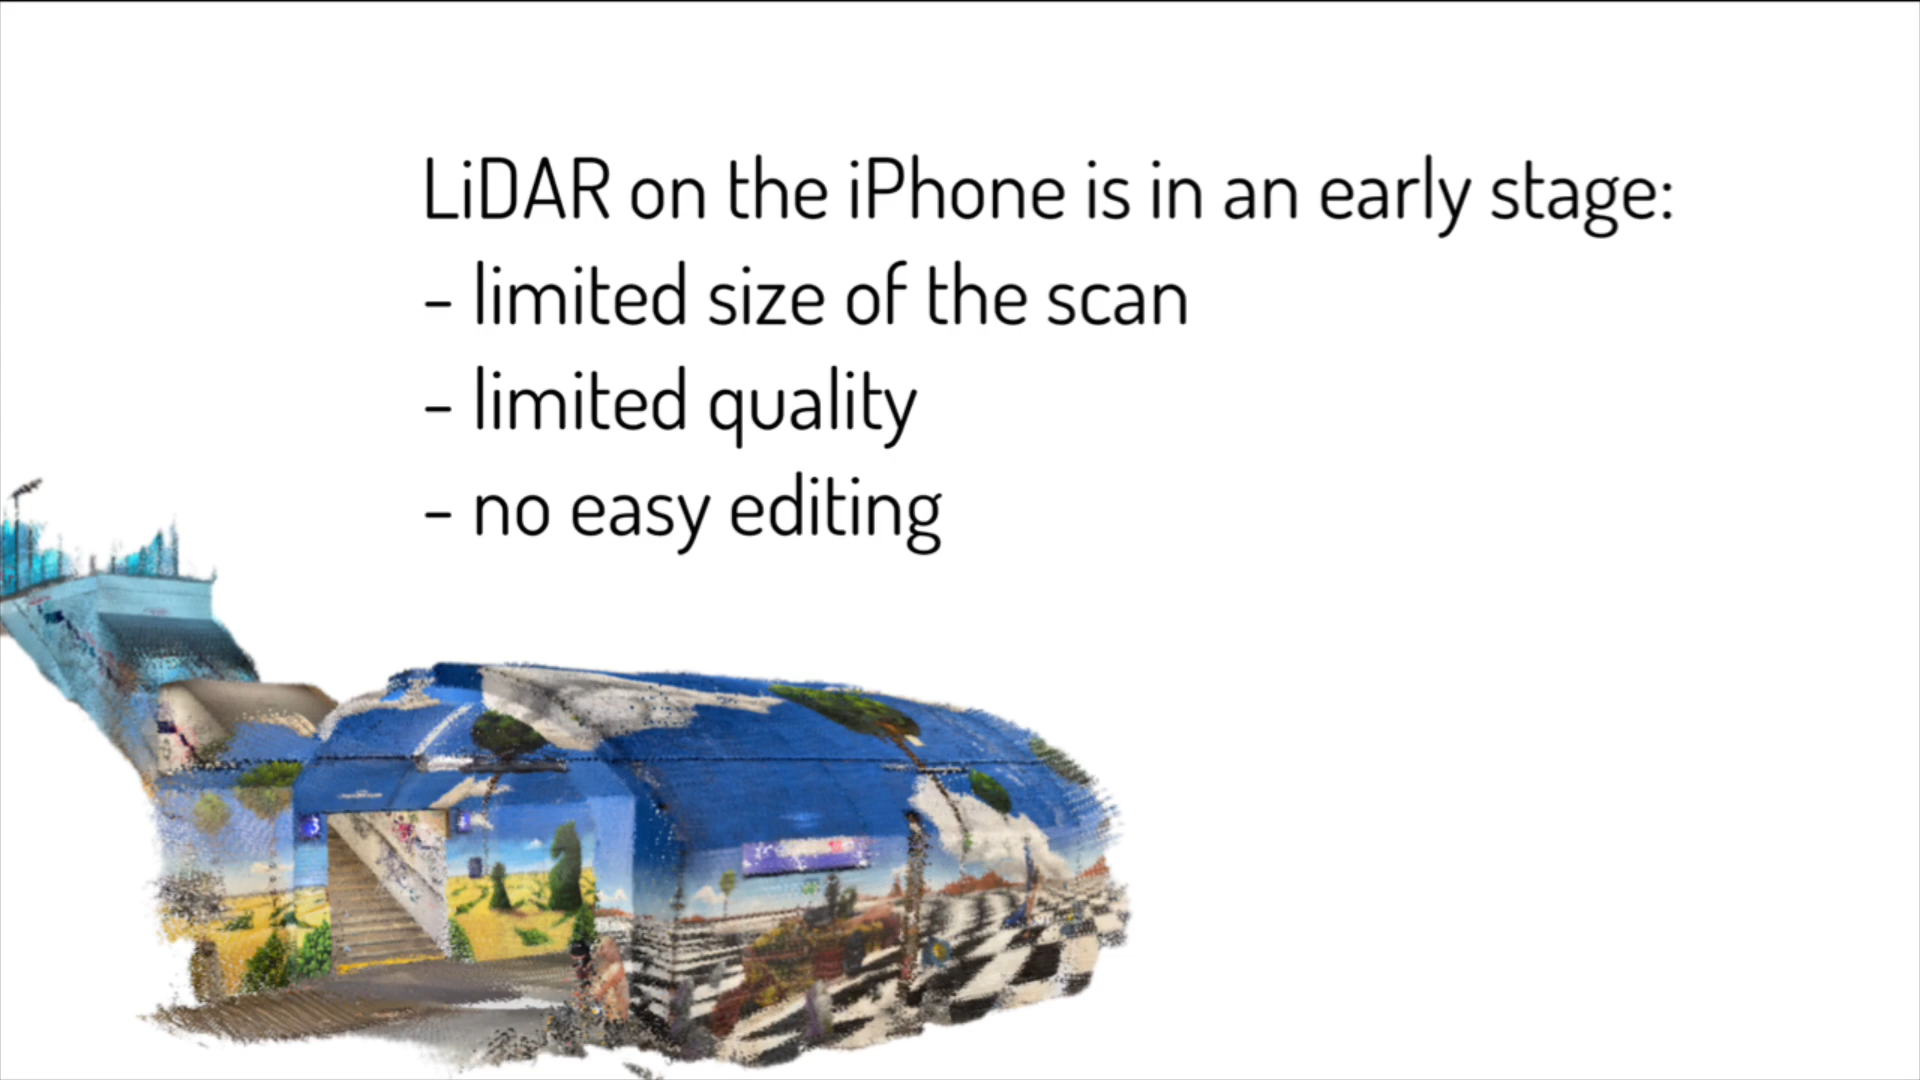 LiDAR on the iPhone is in an early stage:
- limited size of the scan
- limited quality
- no easy editing
3